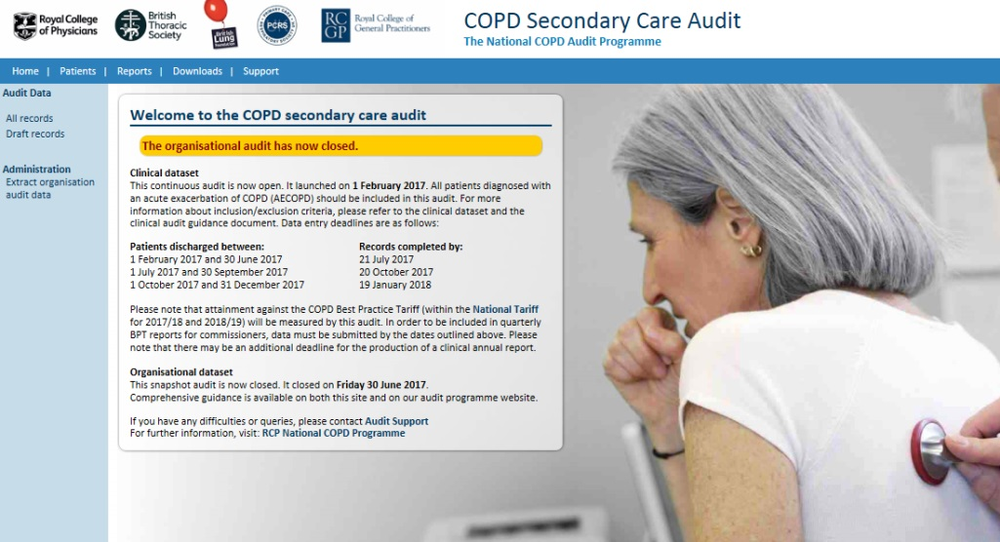 Royal College
of Physicians
British
Thoracic
Society
British
Lung
Foundation
PCRS
RC
GP
Royal College of
General Practitioners
COPD Secondary Care Audit
The National COPD Audit Programme
Home | Patients | Reports | Downloads | Support
Audit Data
All records
Draft records
Administration
Extract organisation
audit data
Welcome to the COPD secondary care audit
The organisational audit has now closed.
Clinical dataset
This continuous audit is now open. It launched on 1 February 2017. All patients diagnosed with
an acute exacerbation of COPD (AECOPD) should be included in this audit. For more
information about inclusion/exclusion criteria, please refer to the clinical dataset and the
clinical audit guidance document. Data entry deadlines are as follows:
Patients discharged between: Records completed by:
1 February 2017 and 30 June 2017 21 July 2017
1 July 2017 and 30 September 2017 20 October 2017
1 October 2017 and 31 December 2017 19 January 2018
Please note that attainment against the COPD Best Practice Tariff (within the National Tariff
for 2017/18 and 2018/19) will be measured by this audit. In order to be included in quarterly
BPT reports for commissioners, data must be submitted by the dates outlined above. Please
note that there may be an additional deadline for the production of a clinical annual report.
Organisational dataset
This snapshot audit is now closed. It closed on Friday 30 June 2017.
Comprehensive guidance is available on both this site and on our audit programme website.
If you have any difficulties or queries, please contact Audit Support
For further information, visit: RCP National COPD Programme